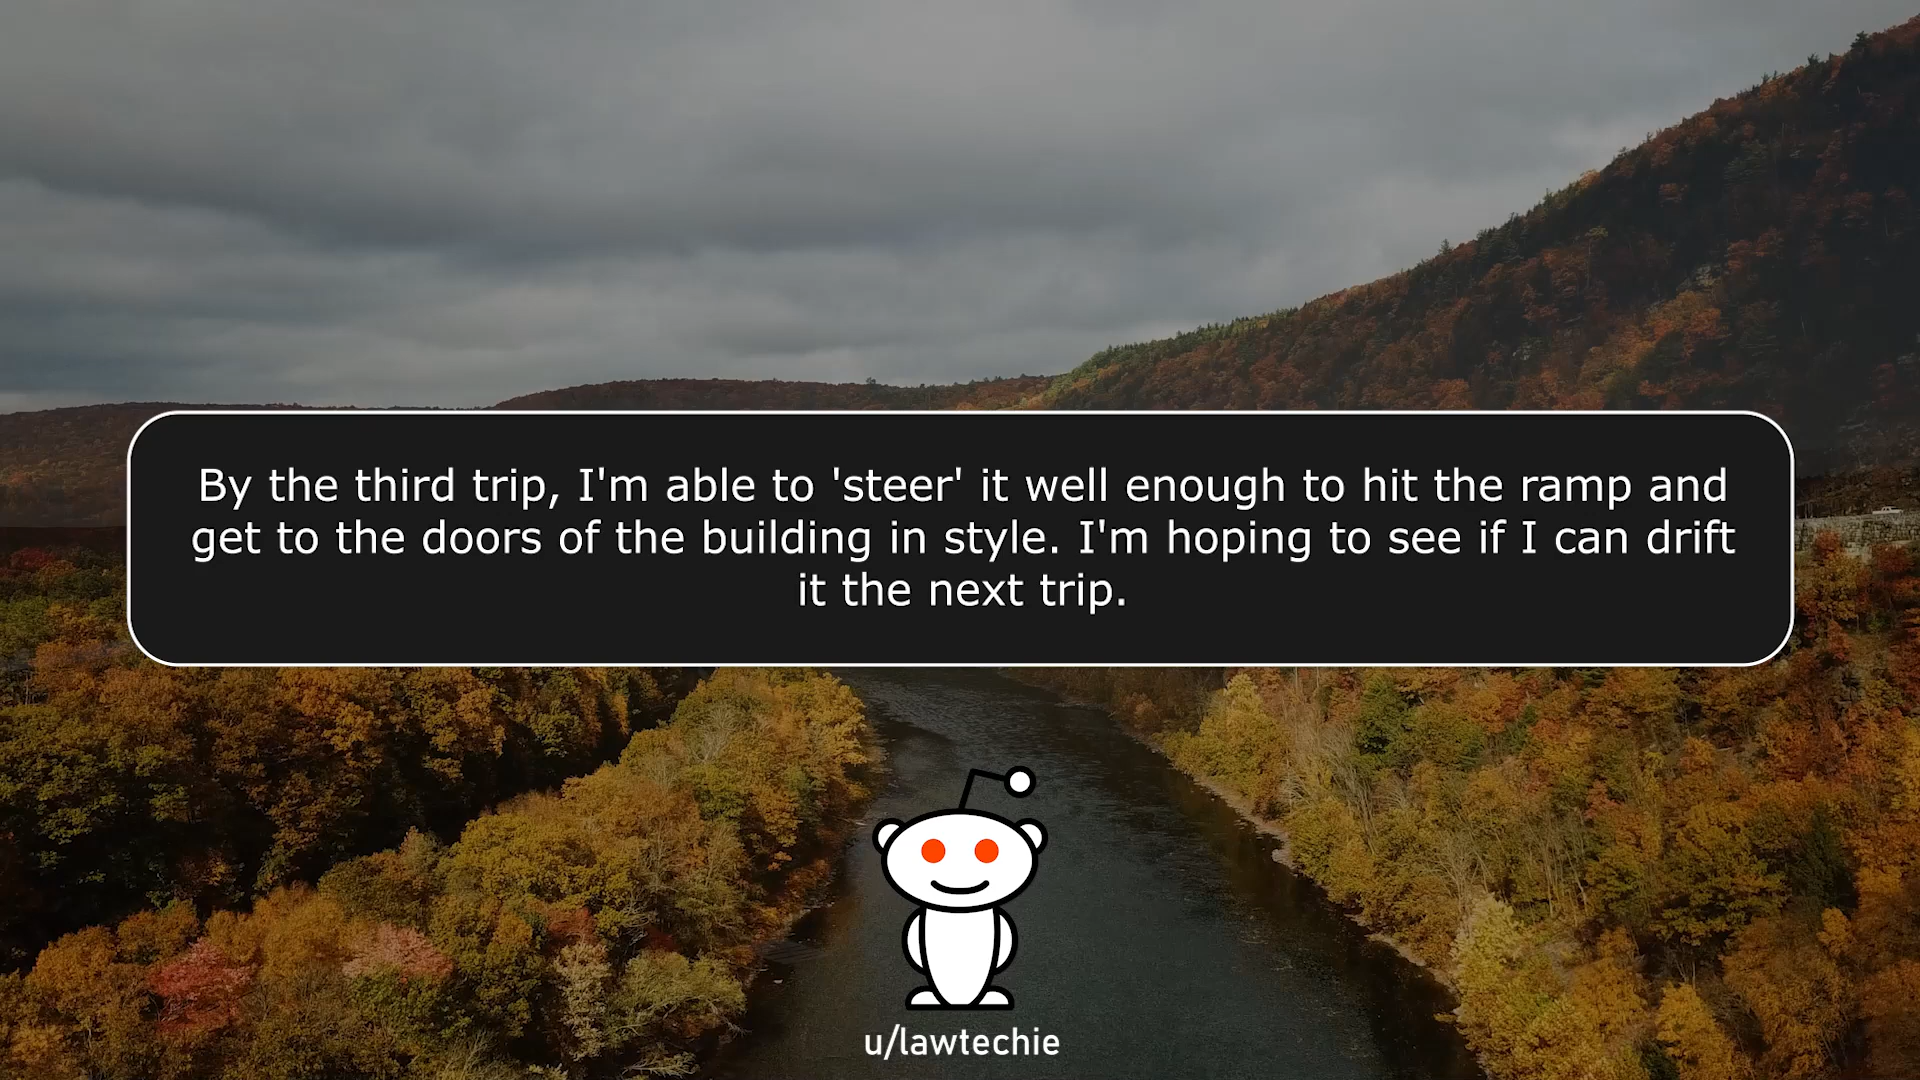 By the third trip, I'm able to 'steer' it well enough to hit the ramp and
get to the doors of the building in style. I'm hoping to see if I can drift
it the next trip.
u/lawtechie